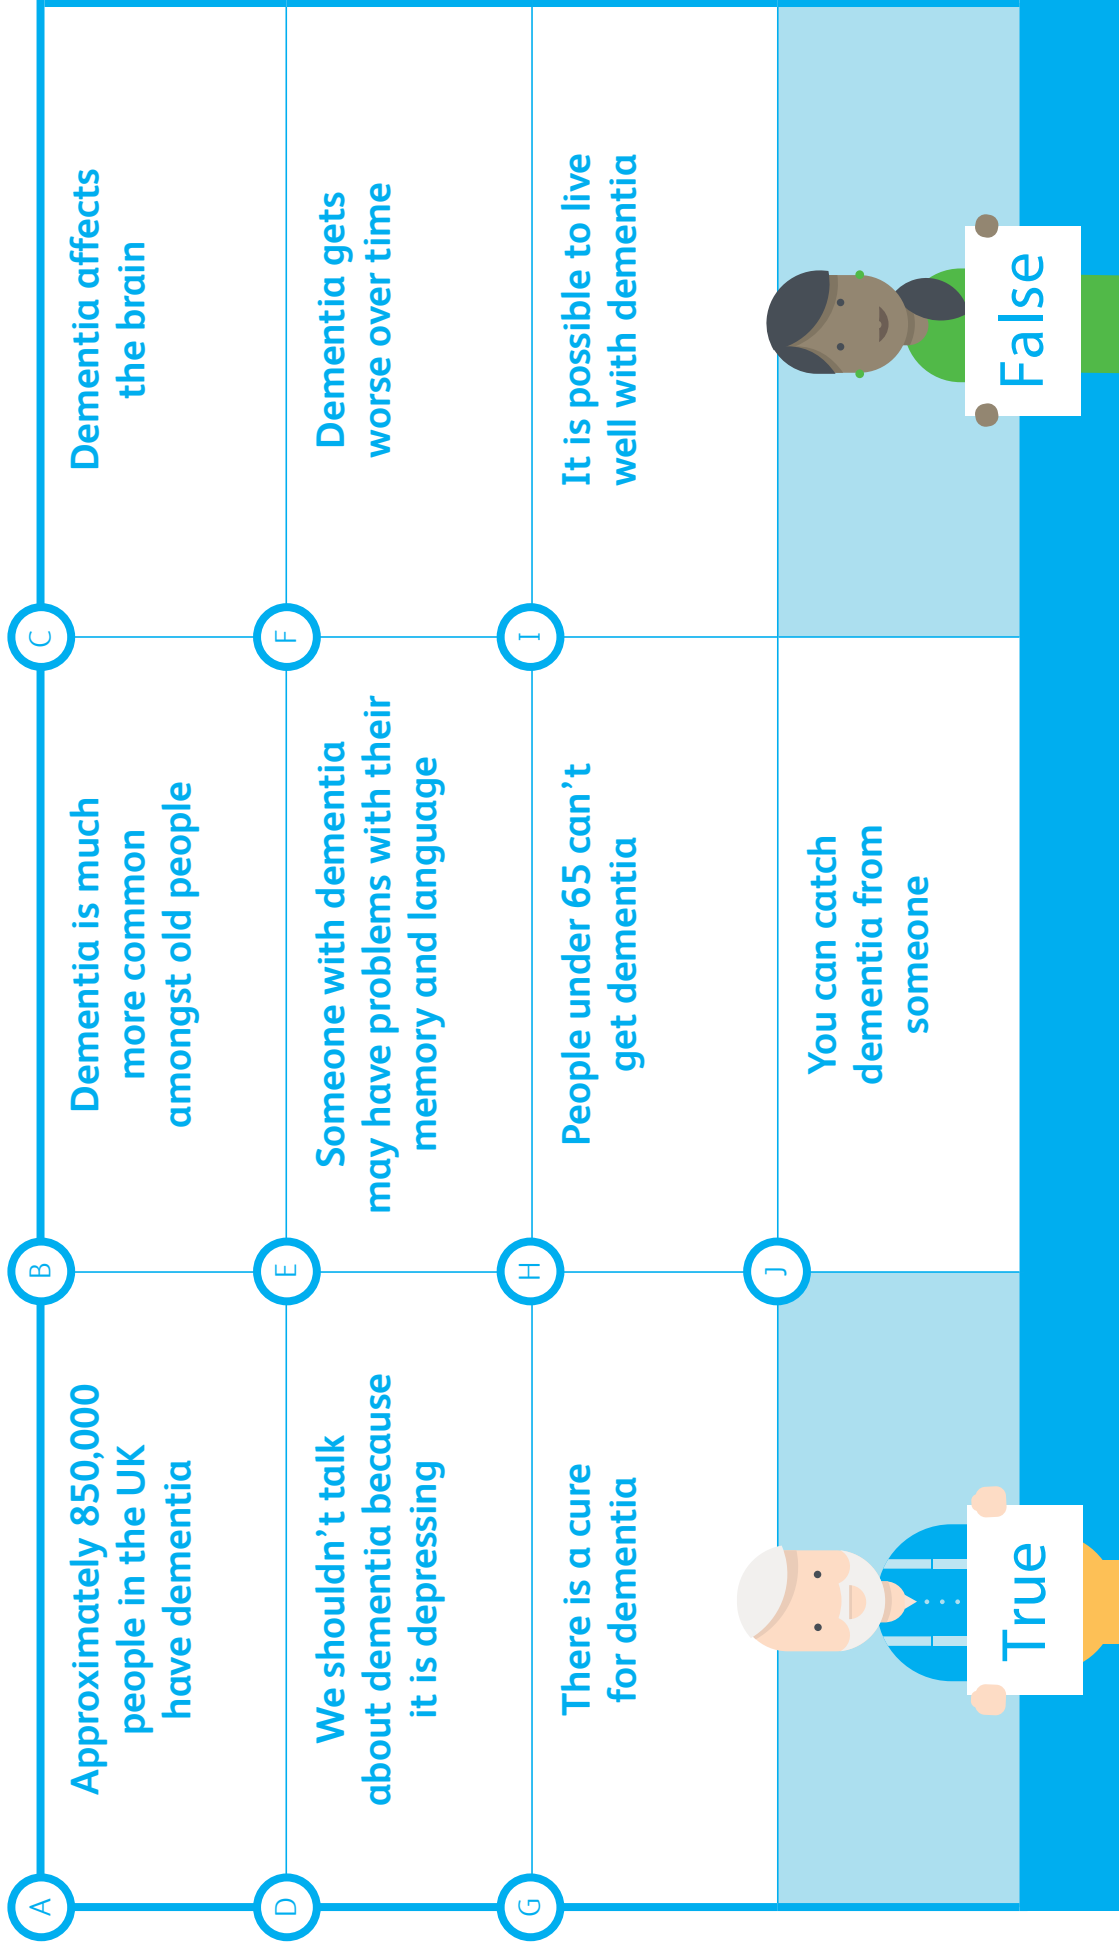 A
Approximately 850,000
people in the UK
have dementia
B
Dementia is much
more common
amongst old people
C
Dementia affects
the brain
D
We shouldn’t talk
about dementia because
it is depressing
E
Someone with dementia
may have problems with their
memory and language
F
Dementia gets
worse over time
G
There is a cure
for dementia
H
People under 65 can’t
get dementia
I
It is possible to live
well with dementia
J
You can catch
dementia from
someone
True
False